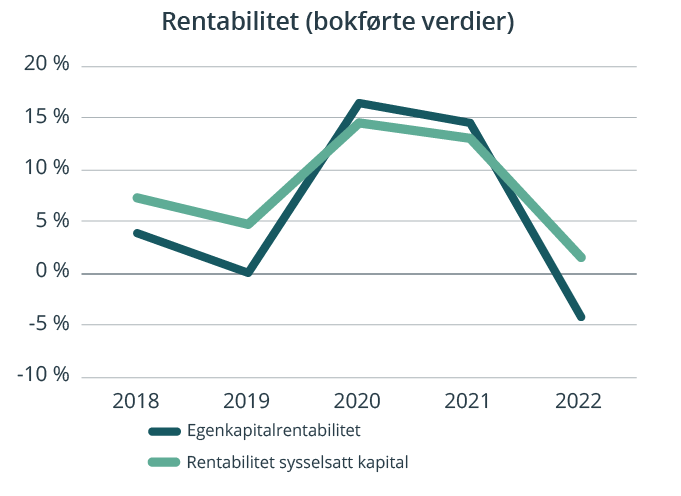 Rentabilitet (bokførte verdier)
20 %
15 %
10 %
5 %
0 %
-5 %
-10 %
2018 2019 2020 2021 2022
Egenkapitalrentabilitet
Rentabilitet sysselsatt kapital